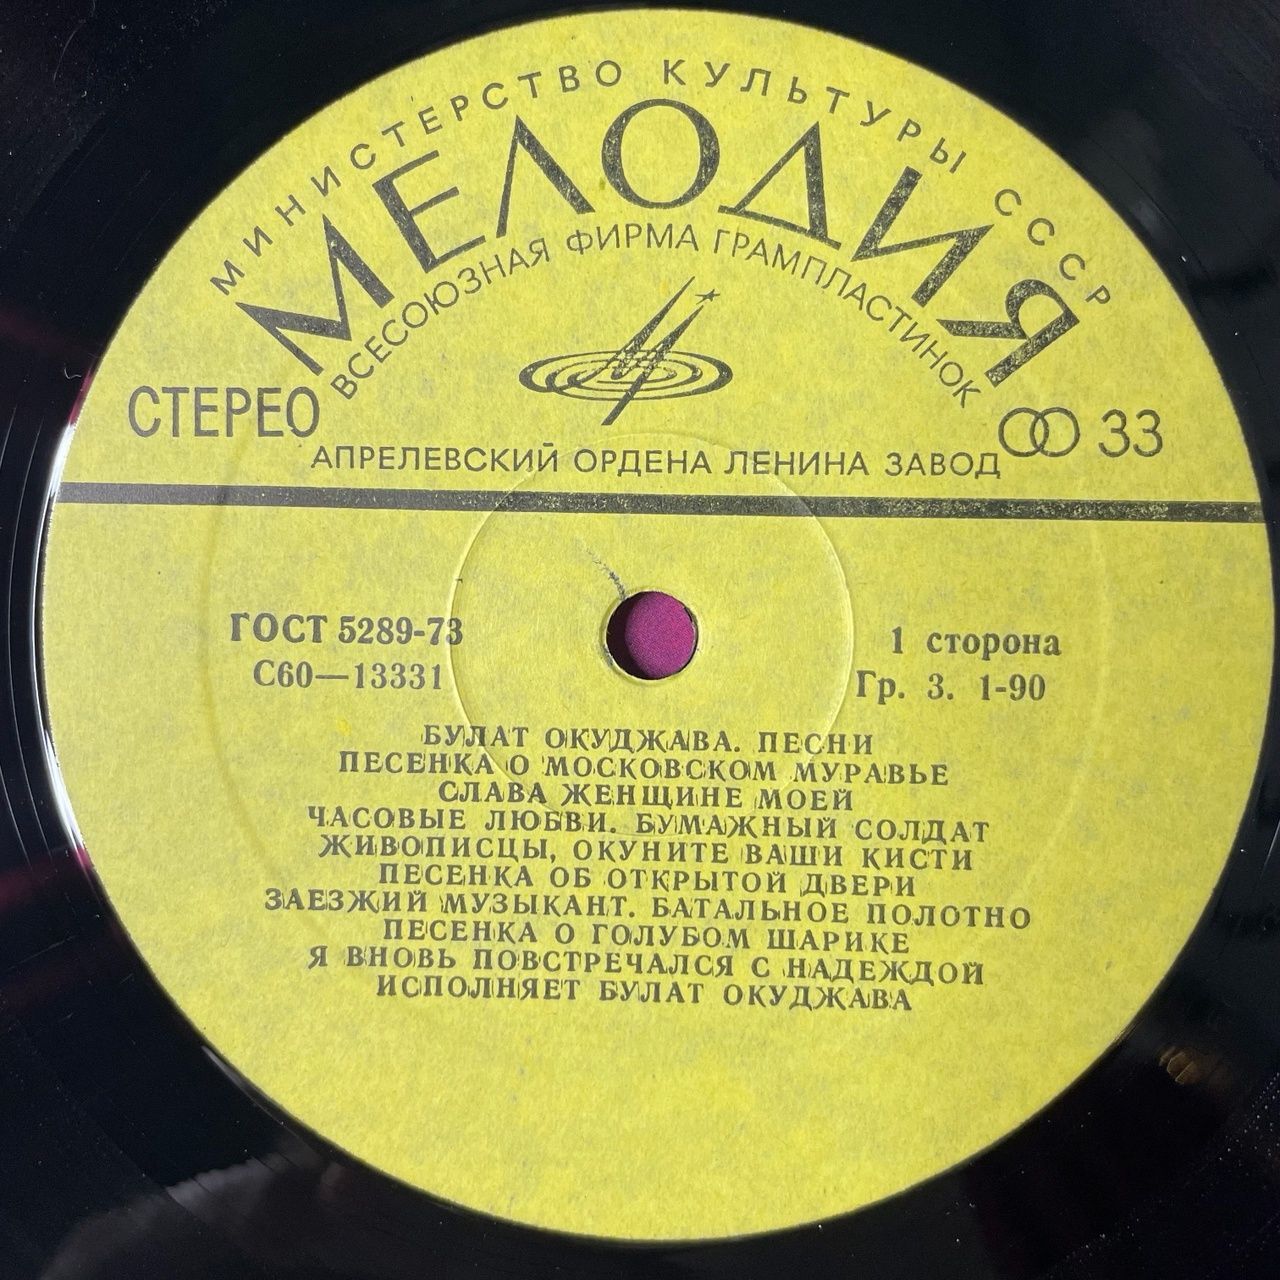 МИНИСТЕРСТВО КУЛЬТУРЫ СССР
МЕЛОДИЯ
ВСЕСОЮЗНАЯ ФИРМА ГРАМПЛАСТИНОК
СТЕРЕО
33
АПРЕЛЕВСКИЙ ОРДЕНА ЛЕНИНА ЗАВОД
ГОСТ 5289-73
С60—13331
1 сторона
Гр. 3. 1-90
БУЛАТ ОКУДЖАВА. ПЕСНИ
ПЕСЕНКА О МОСКОВСКОМ МУРАВЬЕ
СЛАВА ЖЕНЩИНЕ МОЕЙ
ЧАСОВЫЕ ЛЮБВИ. БУМАЖНЫЙ СОЛДАТ
ЖИВОПИСЦЫ, ОКУНИТЕ ВАШИ КИСТИ
ПЕСЕНКА ОБ ОТКРЫТОЙ ДВЕРИ
ЗАЕЗЖИЙ МУЗЫКАНТ. БАТАЛЬНОЕ ПОЛОТНО
ПЕСЕНКА О ГОЛУБОМ ШАРИКЕ
Я ВНОВЬ ПОВСТРЕЧАЛСЯ С НАДЕЖДОЙ
ИСПОЛНЯЕТ БУЛАТ ОКУДЖАВА